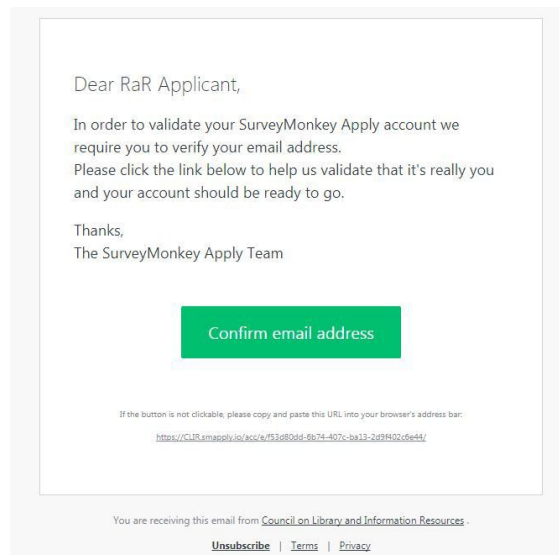 Dear RaR Applicant,
In order to validate your SurveyMonkey Apply account we
require you to verify your email address.
Please click the link below to help us validate that it's really you
and your account should be ready to go.
Thanks,
The SurveyMonkey Apply Team
Confirm email address
If the button is not clickable, please copy and paste this URL into your browser's address bar:
https://CLIR.smapply.io/acc/e/f53d80dd-6b74-407c-ba13-2d9f402c6e44/
You are receiving this email from Council on Library and Information Resources .
Unsubscribe | Terms | Privacy